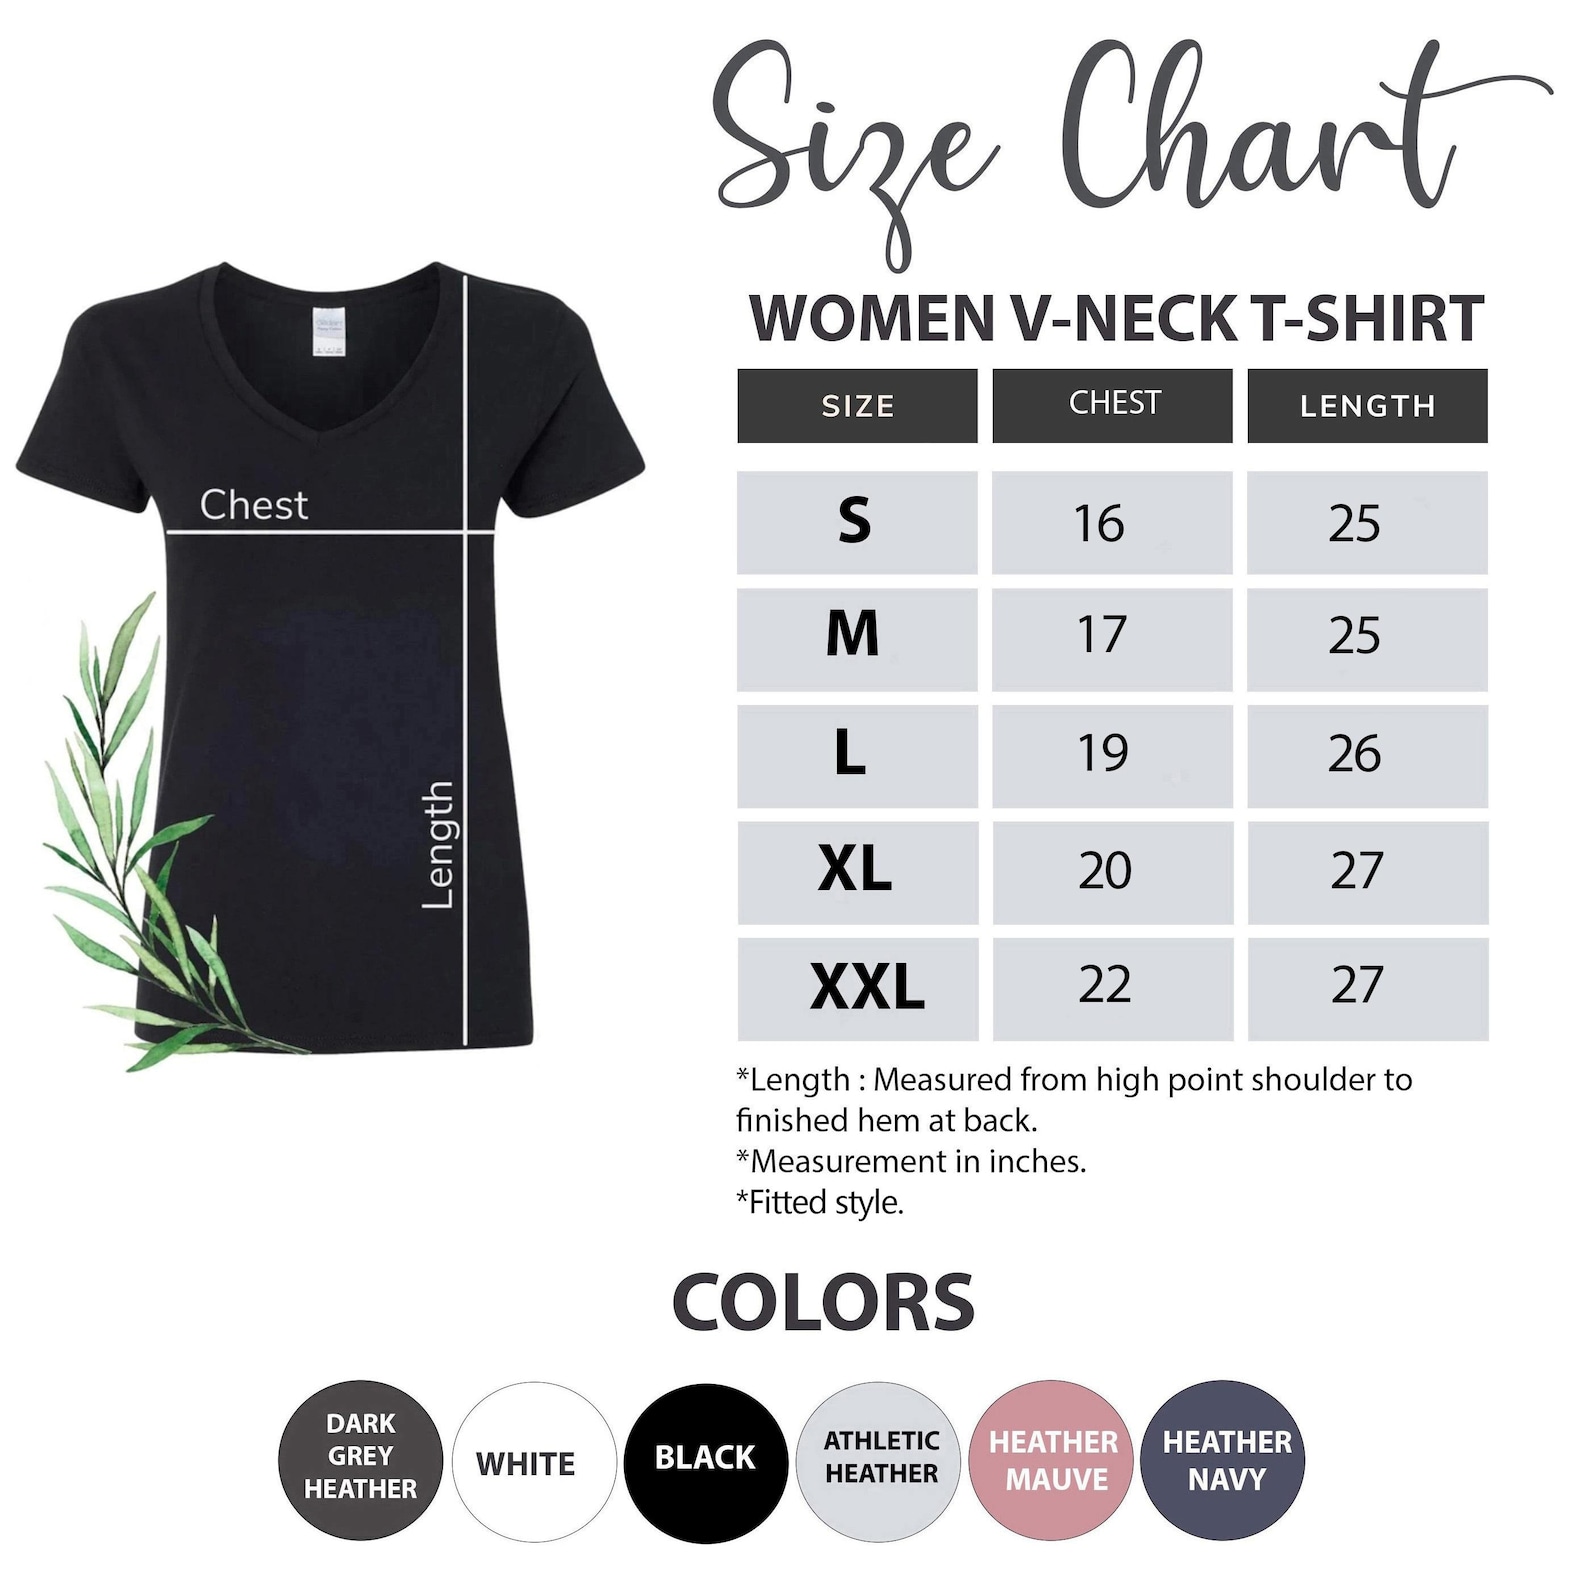 Size Chart
WOMEN V-NECK T-SHIRT
SIZE CHEST LENGTH
S 16 25
M 17 25
L 19 26
XL 20 27
XXL 22 27
*Length : Measured from high point shoulder to
finished hem at back.
*Measurement in inches.
*Fitted style.
Chest
Length
COLORS
DARK
GREY
HEATHER
WHITE
BLACK
ATHLETIC
HEATHER
HEATHER
MAUVE
HEATHER
NAVY